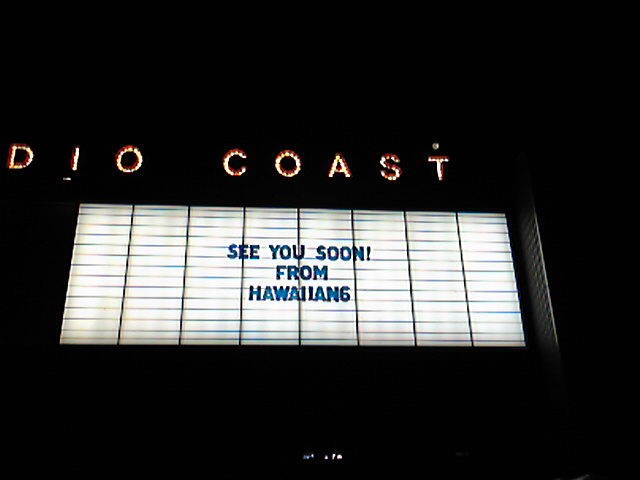 DIO COAST
SEE YOU SOON!
FROM
HAWAIIAN6